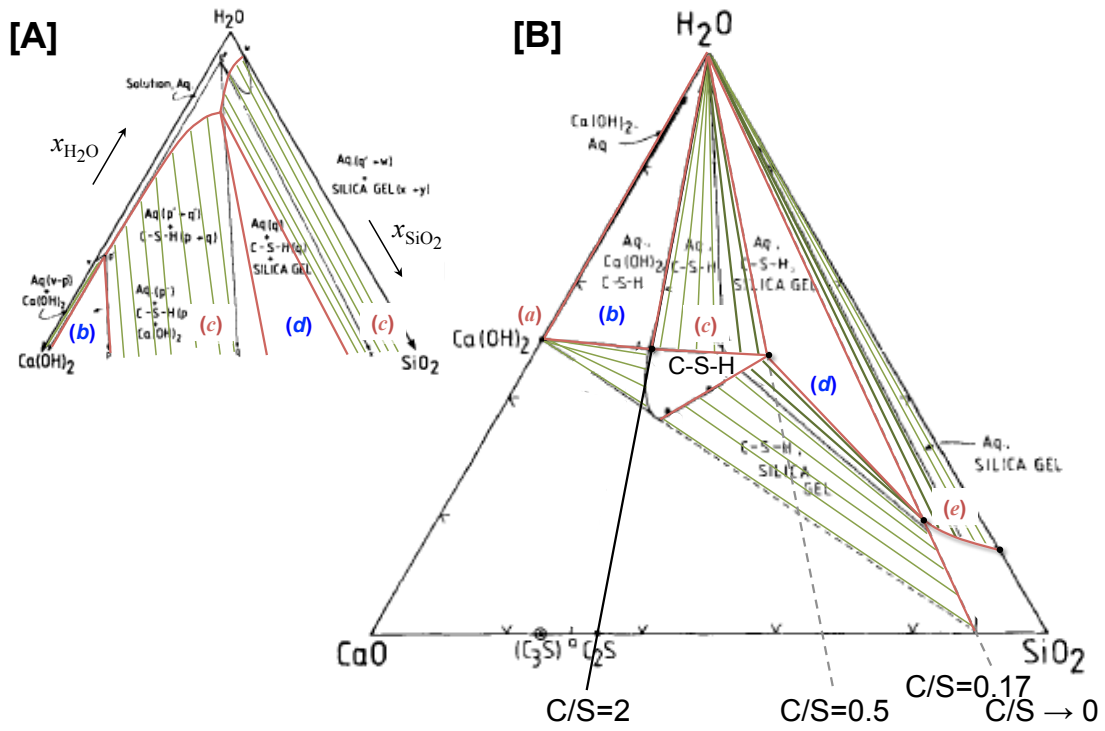 [A]
H2O
Solution, Aq.
xH2O
Aq.(q'→w)
+
SILICA GEL (x→y)
xSiO2
Aq.(p'→q')
+
C-S-H(p→q)
Aq(q)
+
C-S-H(q)
+
SILICA GEL
Aq(v-p)
+
Ca(OH)2
Aq.(p')
+
C-S-H(p
+
Ca(OH)2
(b)
(c)
(d)
(c)
Ca(OH)2
SiO2
[B]
H2O
Ca(OH)2-
Aq
Aq.,
Ca(OH)2
C-S-H
Aq.,
C-S-H
Aq.,
C-S-H,
SILICA GEL
(a)
(b)
(c)
Ca(OH)2
C-S-H
(d)
C-S-H,
SILICA
GEL
Aq.,
SILICA GEL
(e)
CaO
(C3S)
C2S
SiO2
C/S=2
C/S=0.5
C/S=0.17
C/S → 0